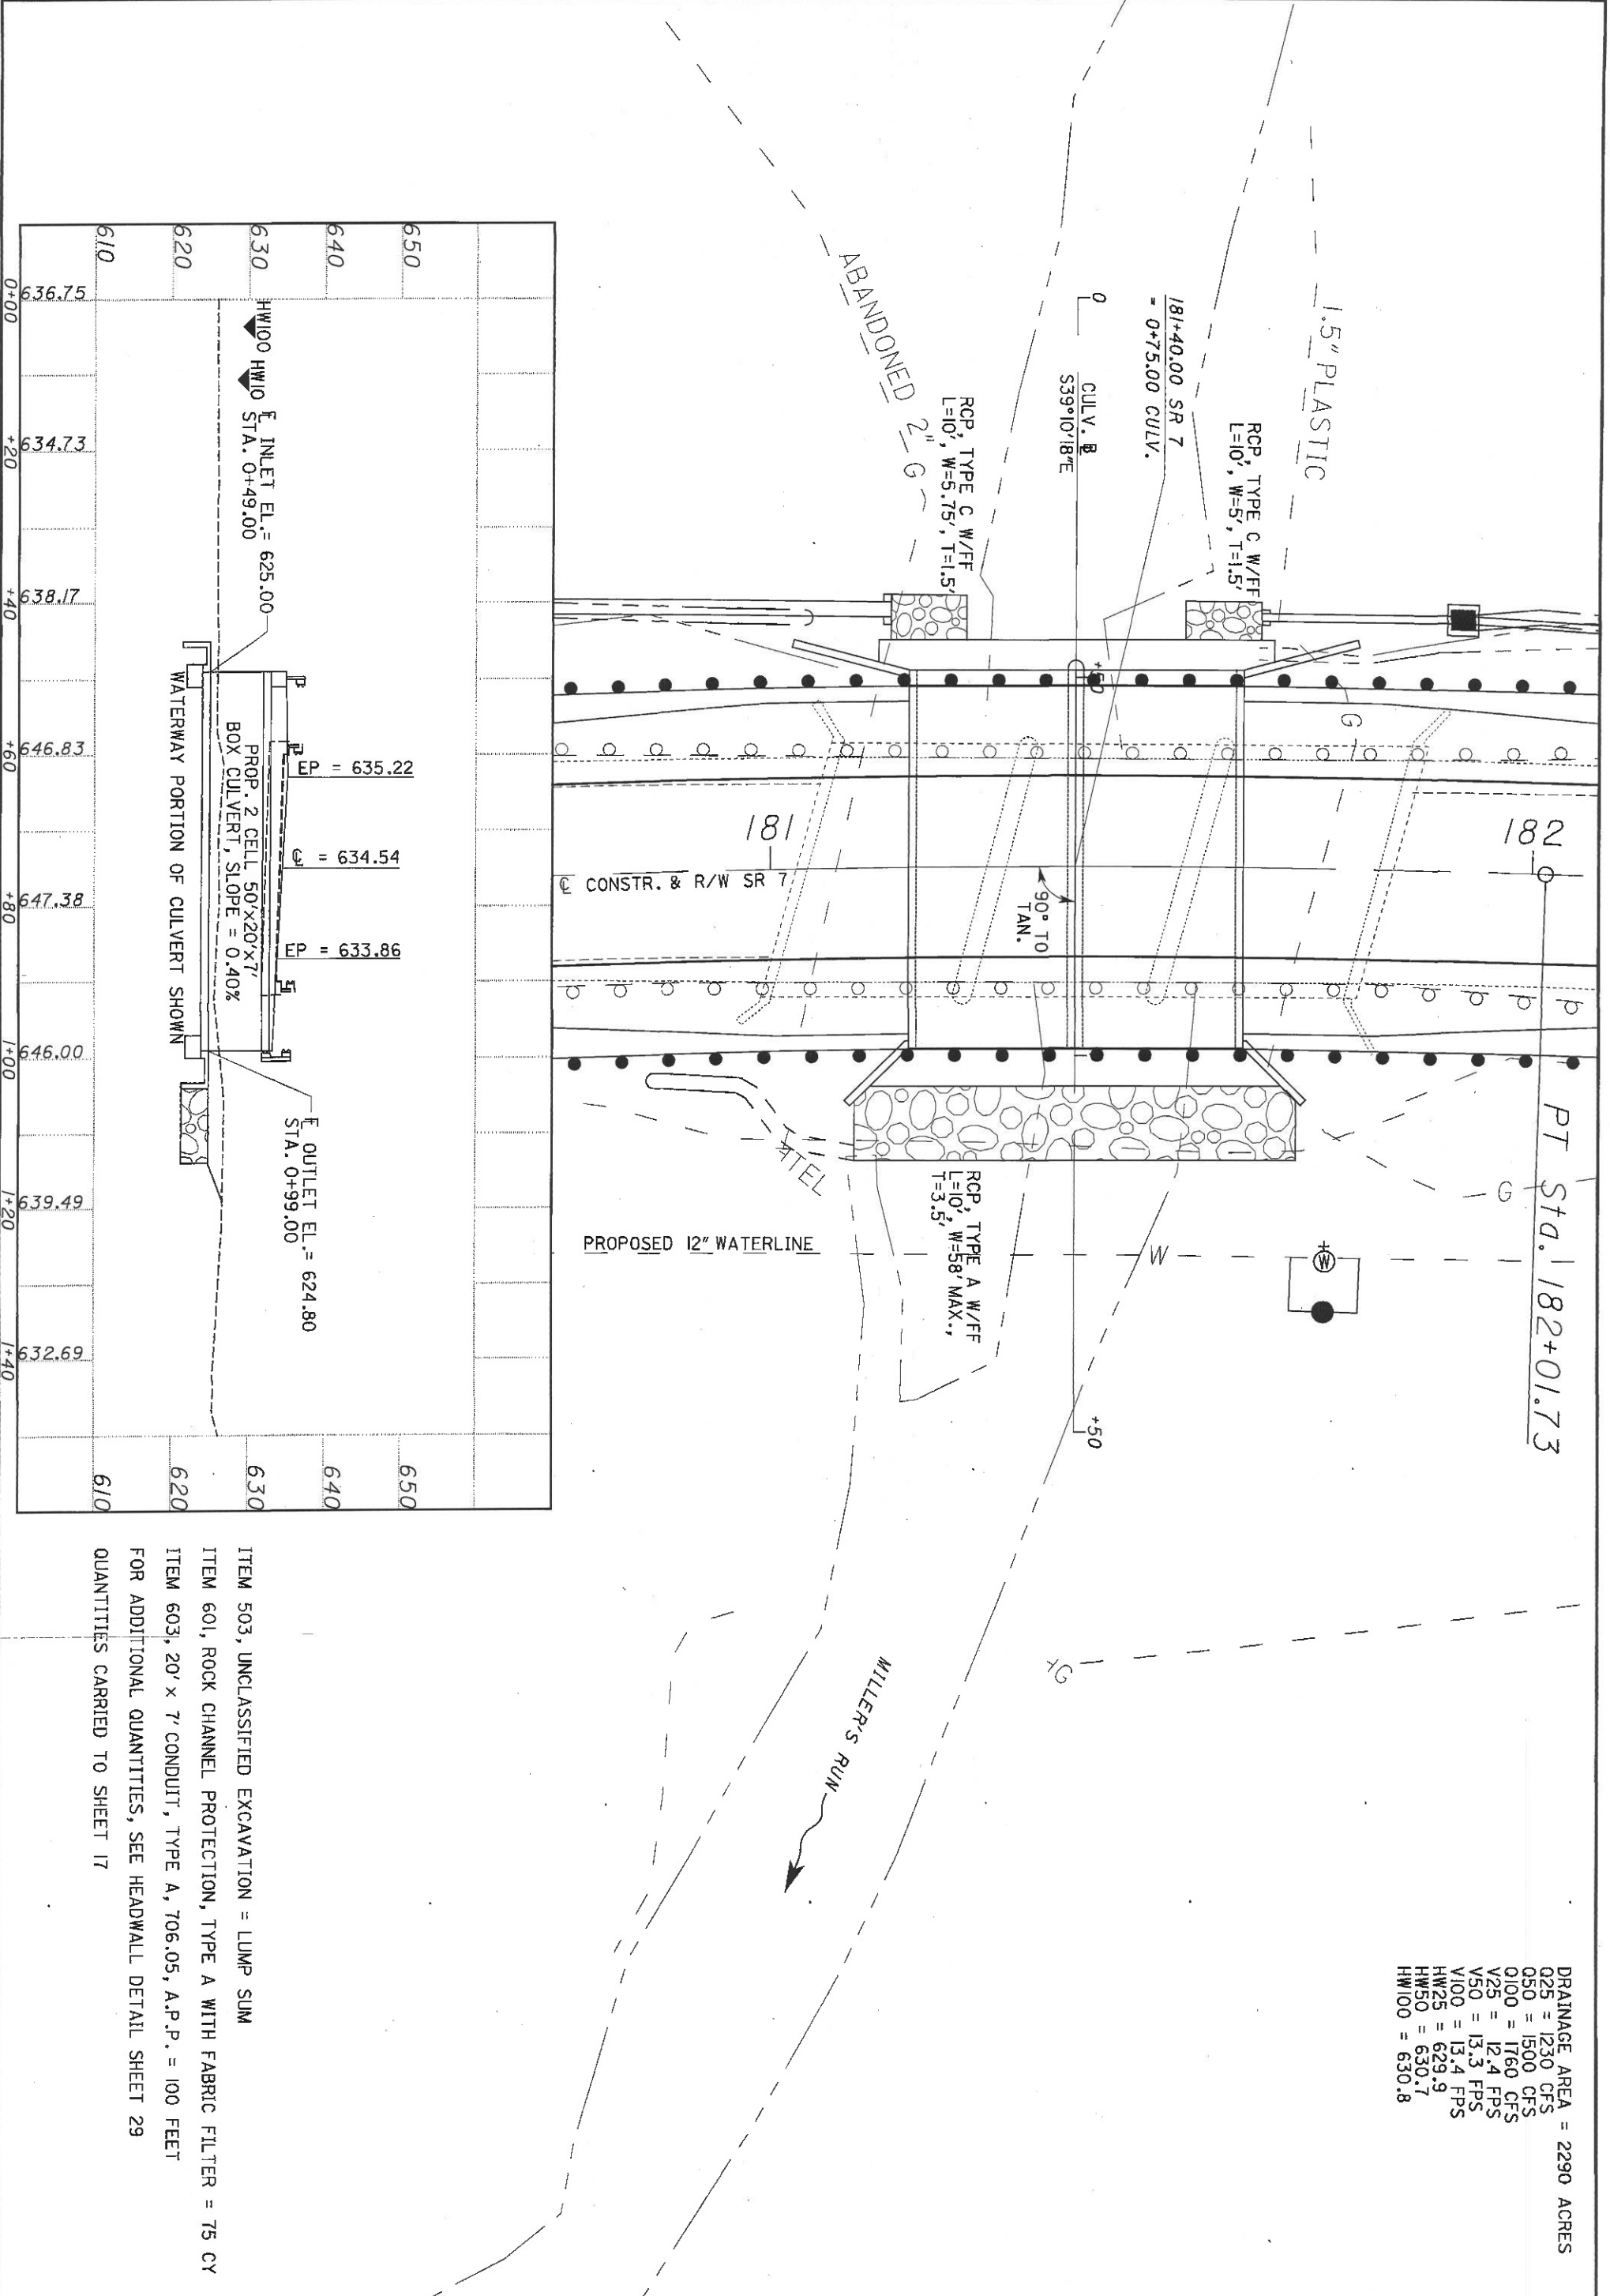 DRAINAGE AREA = 2290 ACRES
Q25 = 1230 CFS
Q50 = 1500 CFS
Q100 = 1760 CFS
V25 = 12.4 FPS
V50 = 13.3 FPS
V100 = 13.4 FPS
HW25 = 629.9
HW50 = 630.7
HW100 = 630.8
1.5" PLASTIC
182
PT Sta. 182+01.73
RCP, TYPE C W/FF
L=10', W=5', T=1.5'
G
G
W
W
181+40.00 SR 7
= 0+75.00 CULV.
0
CULV. B
S39°10'18"E
+50
90° TO
TAN.
+50
G
ABANDONED 2" G
RCP, TYPE C W/FF
L=10', W=5.75', T=1.5'
RCP, TYPE A W/FF
L=10', W=58' MAX.,
T=3.5'
181
TEL
MILLER'S RUN
℄ CONSTR. & R/W SR 7
PROPOSED 12" WATERLINE
650
650
640
640
630
630
620
620
610
610
HW100 HW10
℄ INLET EL.= 625.00
STA. 0+49.00
EP = 635.22
℄ = 634.54
EP = 633.86
PROP. 2 CELL 50'x20'x7'
BOX CULVERT, SLOPE = 0.40%
WATERWAY PORTION OF CULVERT SHOWN
℄ OUTLET EL.= 624.80
STA. 0+99.00
636.75
634.73
638.17
646.83
647.38
646.00
639.49
632.69
0+00
+20
+40
+60
+80
1+00
1+20
1+40
ITEM 503, UNCLASSIFIED EXCAVATION = LUMP SUM
ITEM 601, ROCK CHANNEL PROTECTION, TYPE A WITH FABRIC FILTER = 75 CY
ITEM 603, 20' x 7' CONDUIT, TYPE A, 706.05, A.P.P. = 100 FEET
FOR ADDITIONAL QUANTITIES, SEE HEADWALL DETAIL SHEET 29
QUANTITIES CARRIED TO SHEET 17